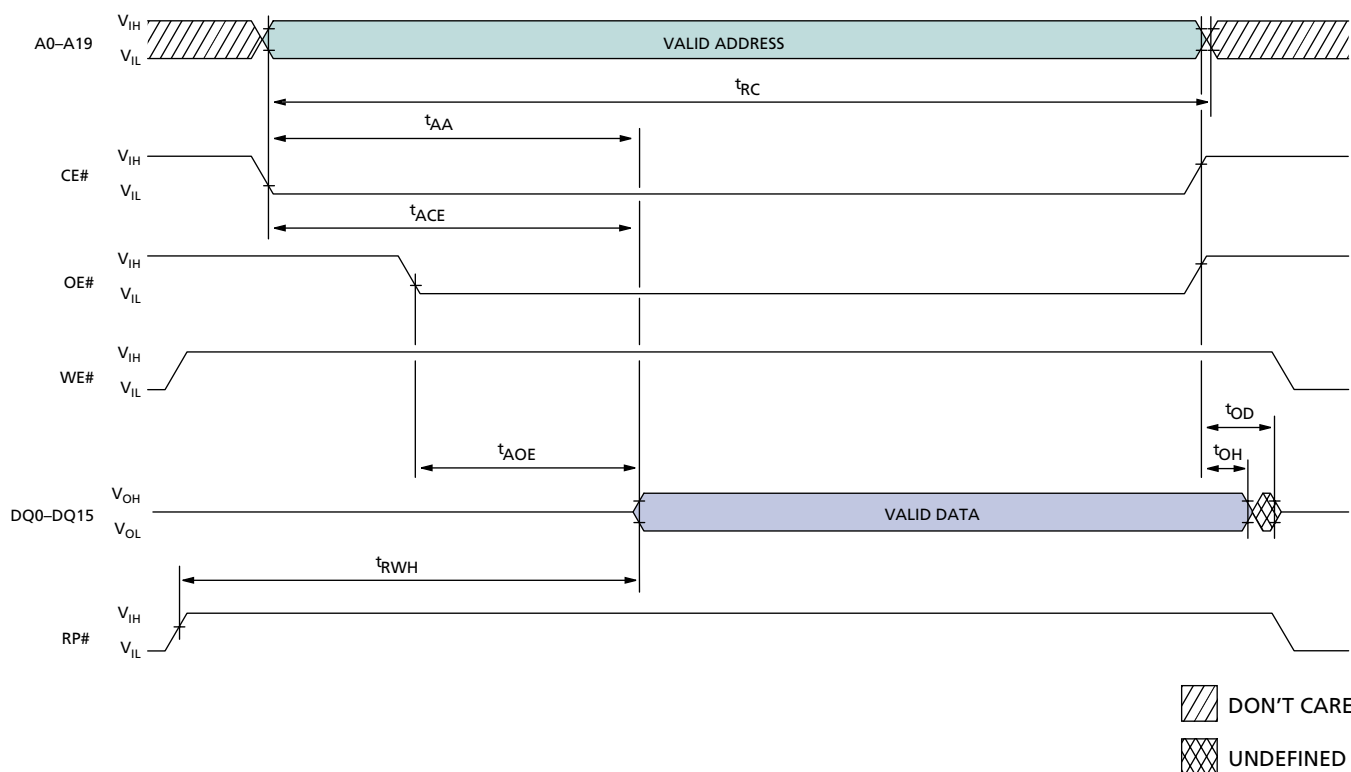 VIH
A0–A19
VIL
VALID ADDRESS
tRC
tAA
VIH
CE#
VIL
tACE
VIH
OE#
VIL
VIH
WE#
VIL
tOD
tAOE
tOH
VOH
DQ0–DQ15
VOL
VALID DATA
tRWH
VIH
RP#
VIL
DON'T CARE
UNDEFINED